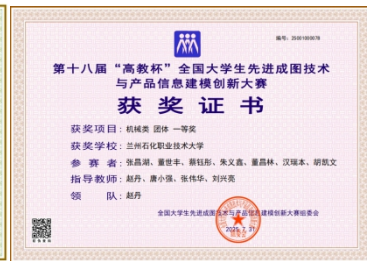 第十八届“高教杯”全国大学生先进成图技术
与产品信息建模创新大赛
获奖证书
获奖项目：机械类 团体 一等奖
获奖学校：兰州石化职业技术大学
参赛者：张昌湖、董世丰、蔡钰彤、朱义嘉、董昌林、汉瑞本、胡凯文
指导教师：赵丹、唐小强、张伟华、刘兴亮
领队：赵丹
全国大学生先进成图技术与产品信息建模创新大赛组委会